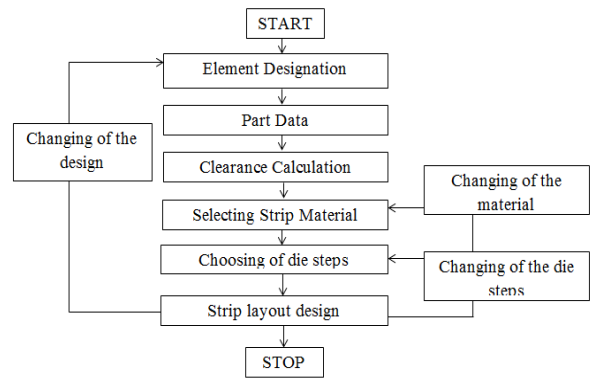 START
Element Designation
Part Data
Changing of the
design
Clearance Calculation
Changing of the
material
Selecting Strip Material
Choosing of die steps
Changing of the die
steps
Strip layout design
STOP